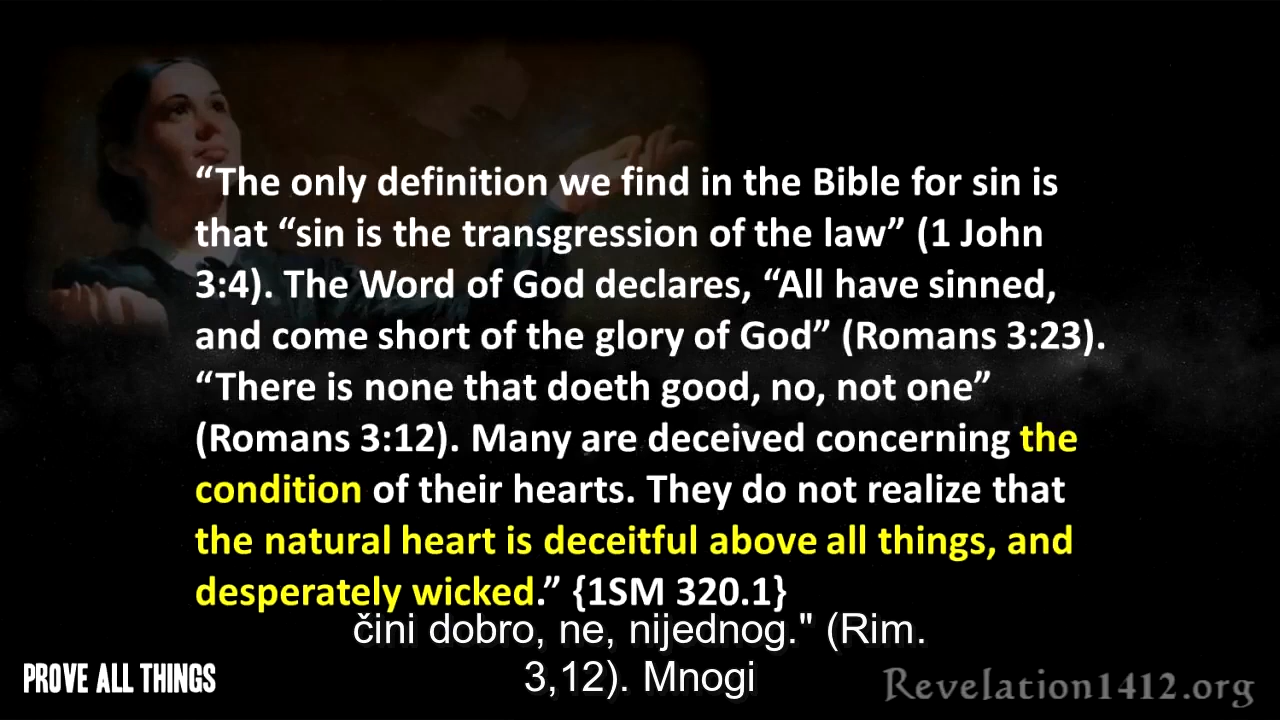 “The only definition we find in the Bible for sin is
that “sin is the transgression of the law” (1 John
3:4). The Word of God declares, “All have sinned,
and come short of the glory of God” (Romans 3:23).
“There is none that doeth good, no, not one”
(Romans 3:12). Many are deceived concerning the
condition of their hearts. They do not realize that
the natural heart is deceitful above all things, and
desperately wicked.” {1SM 320.1}
čini dobro, ne, nijednog." (Rim.
3,12). Mnogi
PROVE ALL THINGS
Revelation1412.org